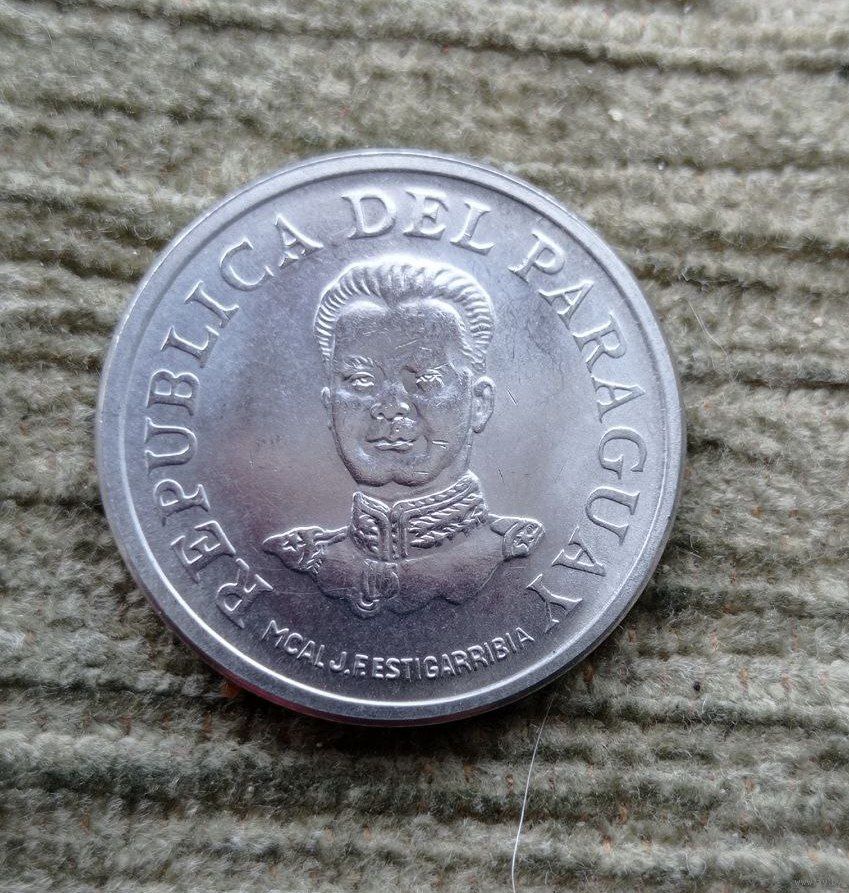 REPUBLICA DEL PARAGUAY
MCAL J.F. ESTIGARRIBIA